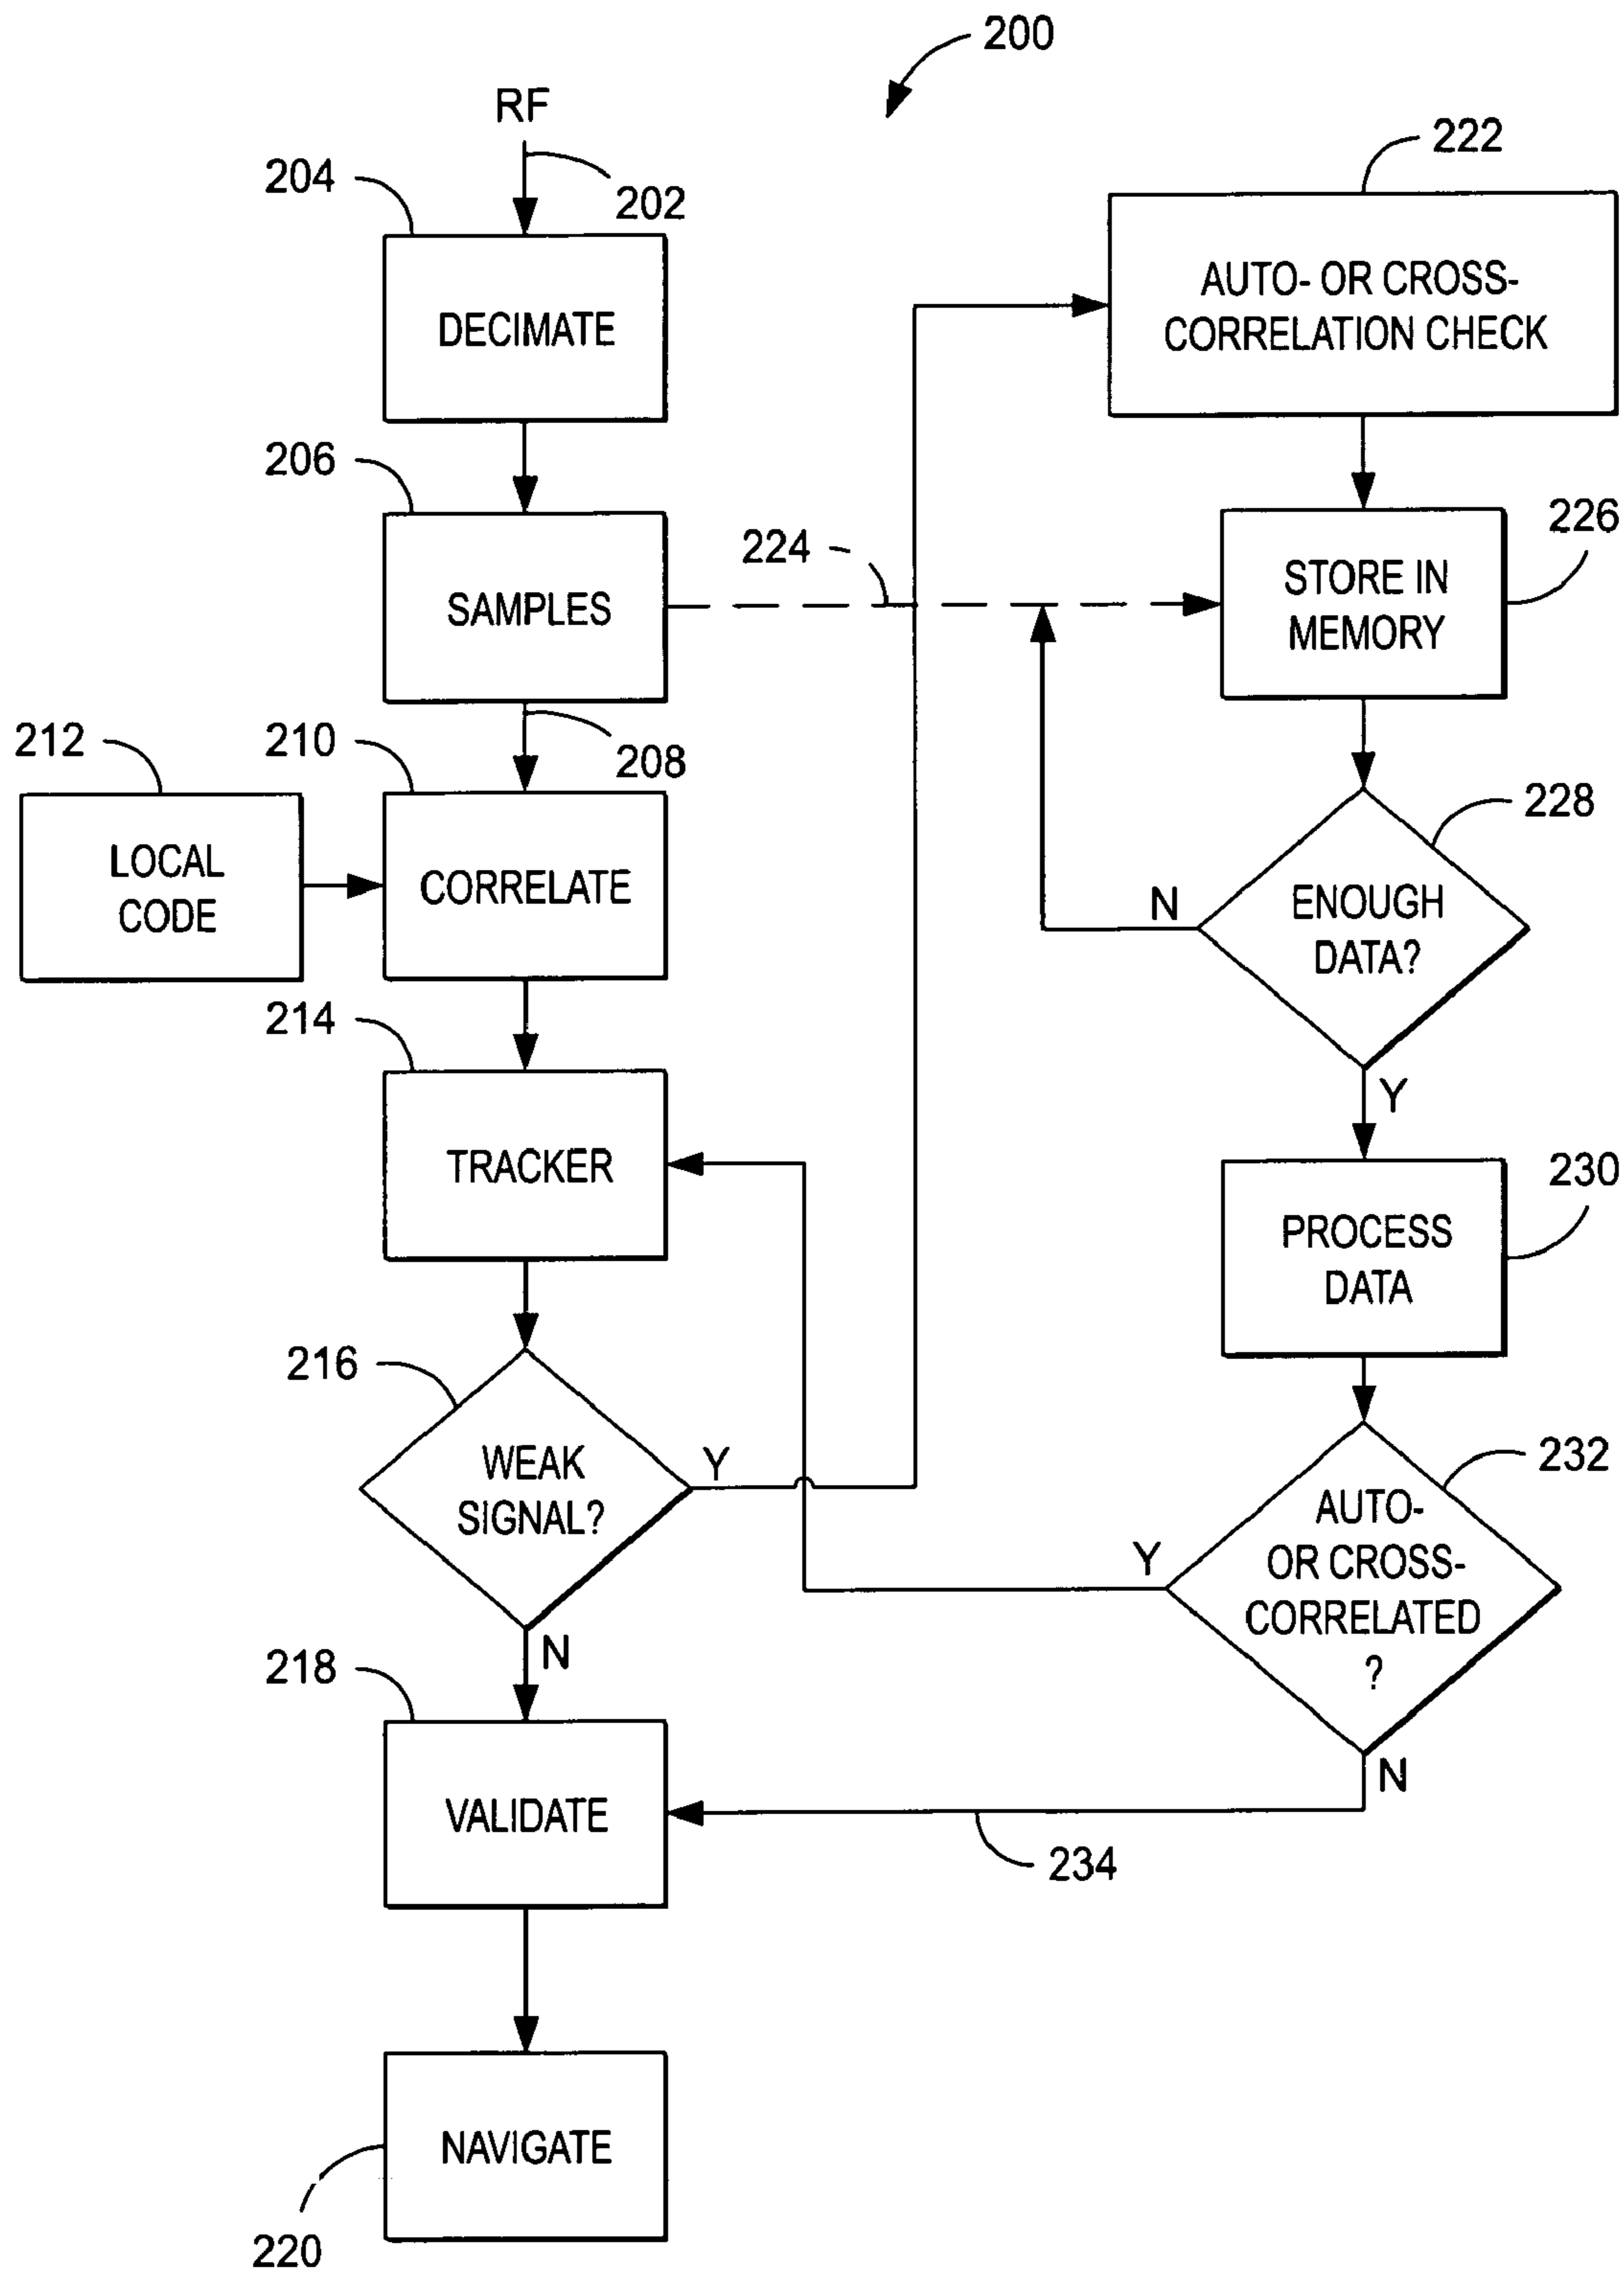 200
RF
202
204
DECIMATE
206
SAMPLES
208
210
212
LOCAL
CODE
CORRELATE
214
TRACKER
216
WEAK
SIGNAL?
Y
N
218
VALIDATE
NAVIGATE
220
222
AUTO- OR CROSS-
CORRELATION CHECK
224
226
STORE IN
MEMORY
228
ENOUGH
DATA?
N
Y
230
PROCESS
DATA
232
AUTO-
OR CROSS-
CORRELATED
?
Y
N
234